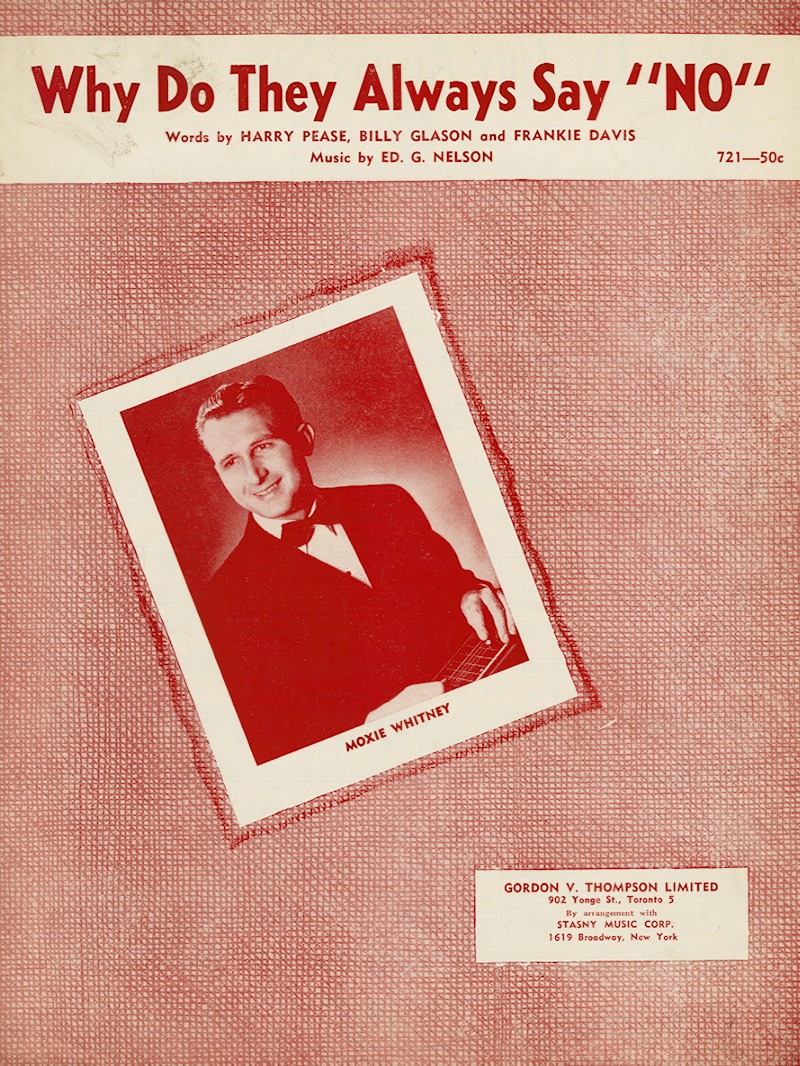 Why Do They Always Say "NO"
Words by HARRY PEASE, BILLY GLASON and FRANKIE DAVIS
Music by ED. G. NELSON
721—50c
MOXIE WHITNEY
GORDON V. THOMPSON LIMITED
902 Yonge St., Toronto 5
By arrangement with
STASNY MUSIC CORP.
1619 Broadway, New York